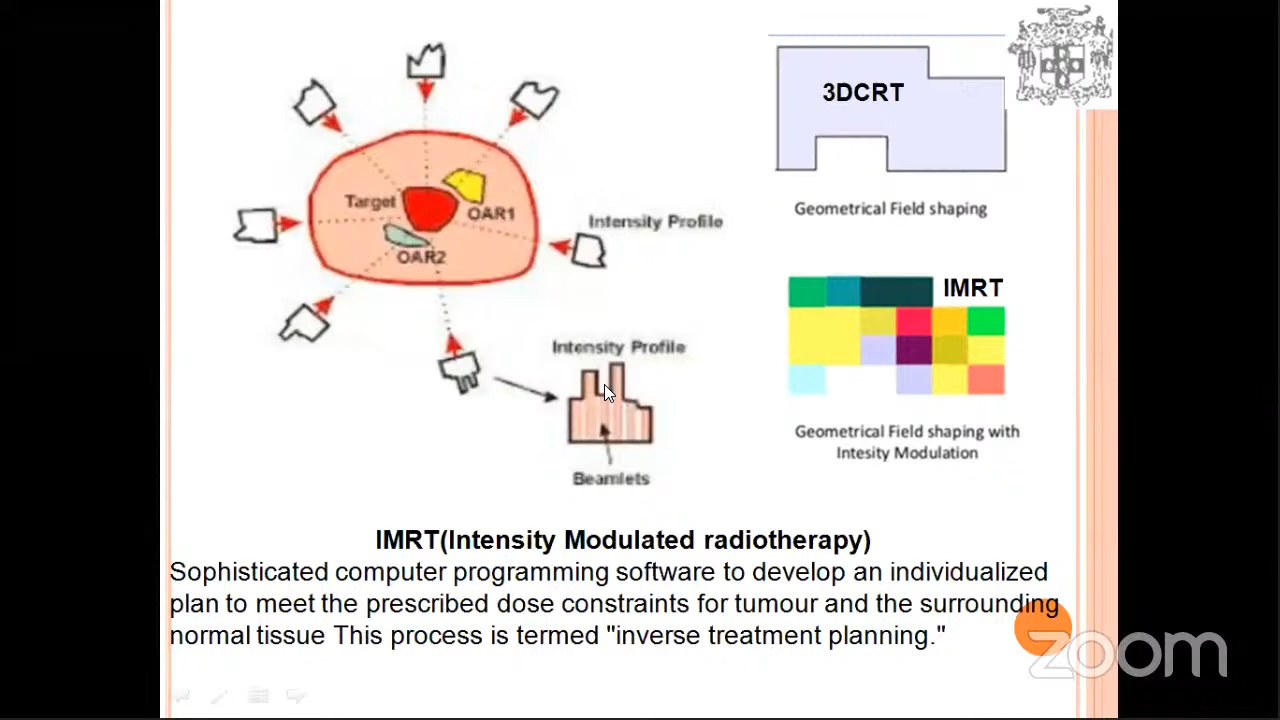 3DCRT
Target
OAR1
OAR2
Intensity Profile
Geometrical Field shaping
IMRT
Intensity Profile
Beamlets
Geometrical Field shaping with
Intesity Modulation
IMRT(Intensity Modulated radiotherapy)
Sophisticated computer programming software to develop an individualized
plan to meet the prescribed dose constraints for tumour and the surrounding
normal tissue This process is termed "inverse treatment planning."
zoom